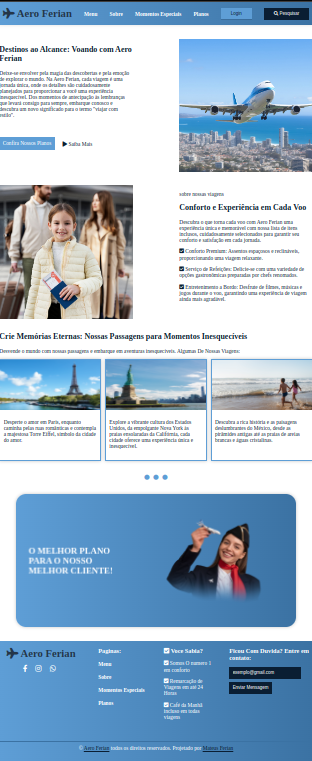 Aero Ferian
Menu
Sobre
Momentos Especiais
Planos
Login
Pesquisar
Destinos ao Alcance: Voando com Aero
Ferian
Deixe-se envolver pela magia das descobertas e pela emoção
de explorar o mundo. Na Aero Ferian, cada viagem é uma
jornada única, onde os detalhes são cuidadosamente
planejados para proporcionar a você uma experiência
inesquecível. Dos momentos de antecipação às lembranças
que levará consigo para sempre, embarque conosco e
descubra um novo significado para o termo "viajar com
estilo".
Confira Nossos Planos
Saiba Mais
sobre nossas viagens
Conforto e Experiência em Cada Voo
Descubra o que torna cada voo com Aero Ferian uma
experiência única e memorável com nossa lista de itens
inclusos, cuidadosamente selecionados para garantir seu
conforto e satisfação em cada jornada.
Conforto Premium: Assentos espaçosos e reclináveis,
proporcionando uma viagem relaxante.
Serviço de Refeições: Delicie-se com uma variedade de
opções gastronômicas preparadas por chefs renomados.
Entretenimento a Bordo: Desfrute de filmes, músicas e
jogos durante o voo, garantindo uma experiência de viagem
ainda mais agradável.
Crie Memórias Eternas: Nossas Passagens para Momentos Inesquecíveis
Desvende o mundo com nossas passagens e embarque em aventuras inesquecíveis. Algumas De Nossas Viagens:
Desperte o amor em Paris, enquanto
caminha pelas ruas românticas e contempla
a majestosa Torre Eiffel, símbolo da cidade
do amor.
Explore a vibrante cultura dos Estados
Unidos, da empolgante Nova York às
praias ensolaradas da Califórnia, cada
cidade oferece uma experiência única e
inesquecível.
Descubra a rica história e as paisagens
deslumbrantes do México, desde as
pirâmides antigas até as praias de areias
brancas e águas cristalinas.
O MELHOR PLANO
PARA O NOSSO
MELHOR CLIENTE!
Aero Ferian
Paginas:
Menu
Sobre
Momentos Especiais
Planos
Voce Sabia?
Somos O numero 1
em conforto
Remarcação de
Viagens em até 24
Horas
Café da Manhã
incluso em todas
viagens
Ficou Com Duvida? Entre em
contato:
exemplo@gmail.com
Enviar Mensagem
© Aero Ferian todos os direitos reservados. Projetado por Mateus Ferian